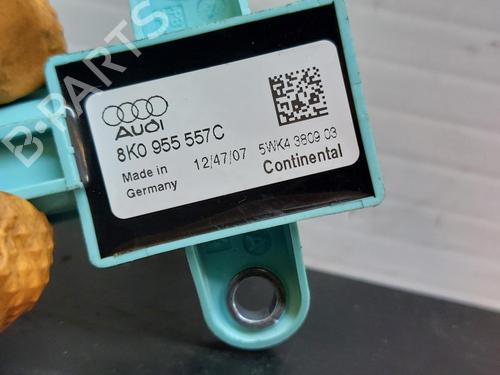 B-PARTS
AUDI
8K0 955 557C
Made in
Germany
12/47/07
5WK4 3809 03
Continental